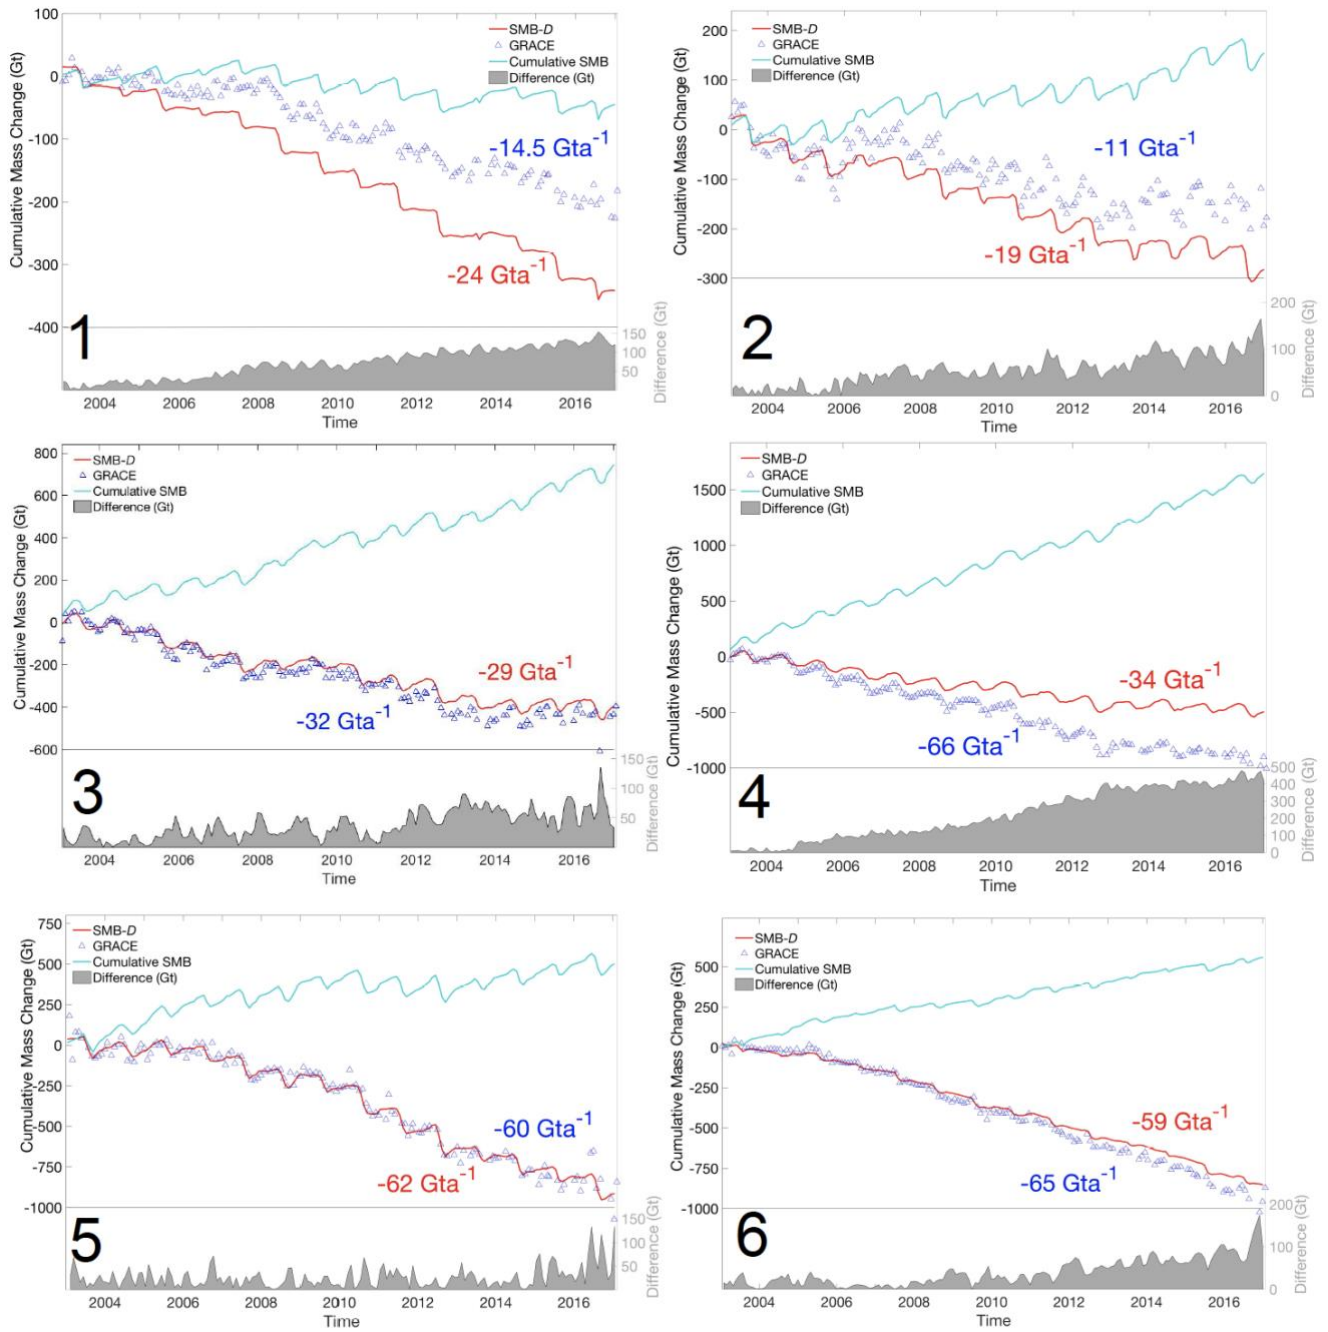 100
0
-100
-200
-300
-400
Cumulative Mass Change (Gt)
SMB-D
GRACE
Cumulative SMB
Difference (Gt)
-14.5 Gta-1
-24 Gta-1
1
150
100
50
Difference (Gt)
2004 2006 2008 2010 2012 2014 2016
Time
200
100
0
-100
-200
-300
Cumulative Mass Change (Gt)
SMB-D
GRACE
Cumulative SMB
Difference (Gt)
-11 Gta-1
-19 Gta-1
2
200
100
0
Difference (Gt)
2004 2006 2008 2010 2012 2014 2016
Time
800
600
400
200
0
-200
-400
-600
Cumulative Mass Change (Gt)
SMB-D
GRACE
Cumulative SMB
Difference (Gt)
-29 Gta-1
-32 Gta-1
3
150
100
50
Difference (Gt)
2004 2006 2008 2010 2012 2014 2016
Time
1500
1000
500
0
-500
-1000
Cumulative Mass Change (Gt)
SMB-D
GRACE
Cumulative SMB
Difference (Gt)
-34 Gta-1
-66 Gta-1
4
500
400
300
200
100
0
Difference (Gt)
2004 2006 2008 2010 2012 2014 2016
Time
750
500
250
0
-250
-500
-750
-1000
Cumulative Mass Change (Gt)
SMB-D
GRACE
Cumulative SMB
Difference (Gt)
-60 Gta-1
-62 Gta-1
5
150
100
50
Difference (Gt)
2004 2006 2008 2010 2012 2014 2016
Time
500
250
0
-250
-500
-750
-1000
Cumulative Mass Change (Gt)
SMB-D
GRACE
Cumulative SMB
Difference (Gt)
-59 Gta-1
-65 Gta-1
6
200
100
0
Difference (Gt)
2004 2006 2008 2010 2012 2014 2016
Time